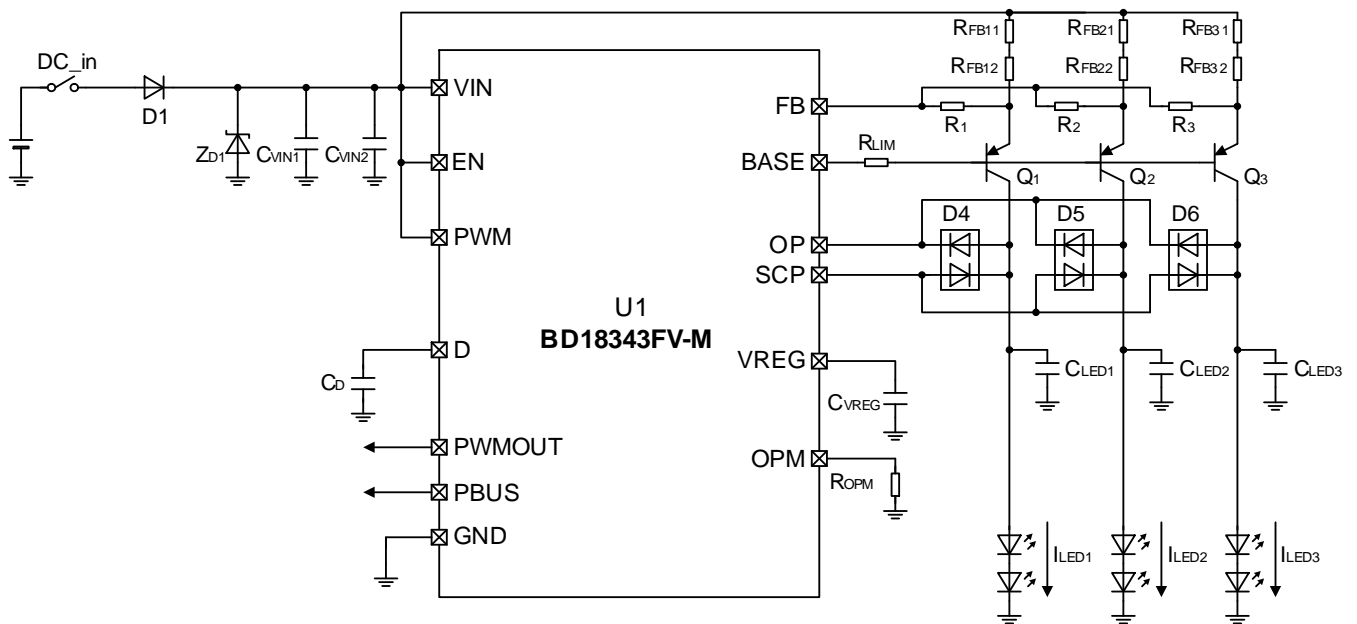 DC_in
D1
ZD1
CVIN1
CVIN2
VIN
EN
PWM
D
CD
PWMOUT
PBUS
GND
U1
BD18343FV-M
FB
BASE
OP
SCP
VREG
OPM
RLIM
CVREG
ROPM
RFB11
RFB21
RFB31
RFB12
RFB22
RFB32
R1
R2
R3
Q1
Q2
Q3
D4
D5
D6
CLED1
CLED2
CLED3
ILED1
ILED2
ILED3